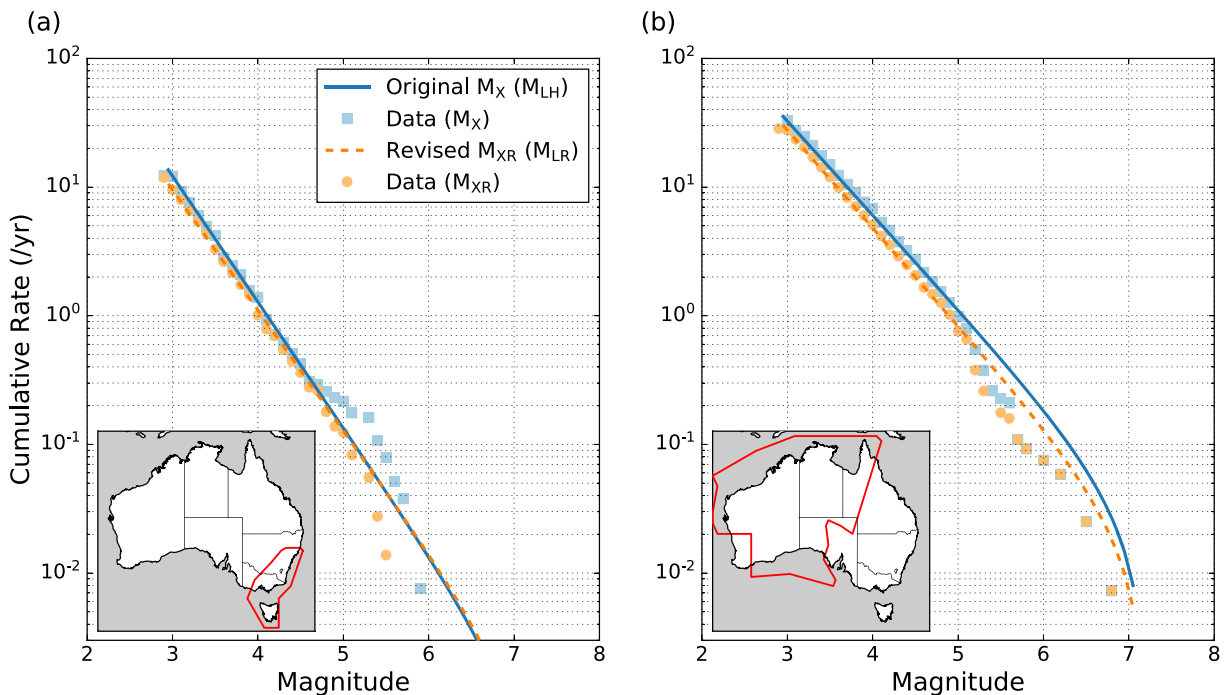 (a)
(b)
Original M_X (M_LH)
Data (M_X)
Revised M_XR (M_LR)
Data (M_XR)
Cumulative Rate (/yr)
10^2
10^1
10^0
10^-1
10^-2
2 3 4 5 6 7 8
Magnitude
10^2
10^1
10^0
10^-1
10^-2
2 3 4 5 6 7 8
Magnitude